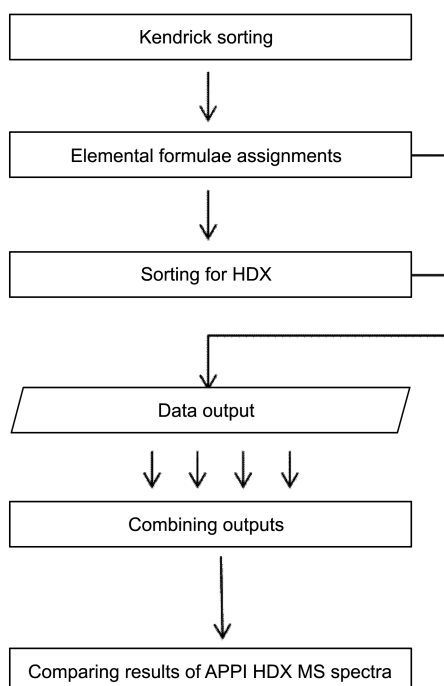 Kendrick sorting
Elemental formulae assignments
Sorting for HDX
Data output
Combining outputs
Comparing results of APPI HDX MS spectra